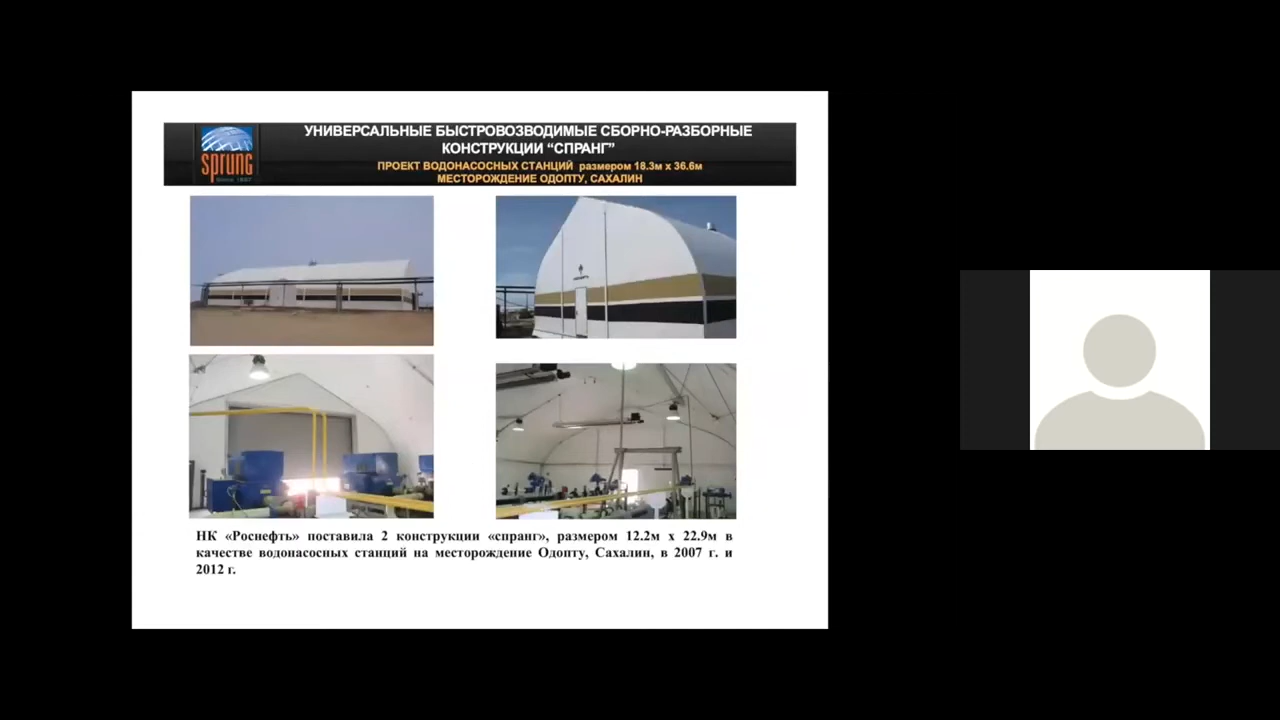 УНИВЕРСАЛЬНЫЕ БЫСТРОВОЗВОДИМЫЕ СБОРНО-РАЗБОРНЫЕ
КОНСТРУКЦИИ “СПРАНГ”
ПРОЕКТ ВОДОНАСОСНЫХ СТАНЦИЙ размером 18.3м х 36.6м
МЕСТОРОЖДЕНИЕ ОДОПТУ, САХАЛИН
sprung
Since 1887
НК «Роснефть» поставила 2 конструкции «спранг», размером 12.2м х 22.9м в
качестве водонасосных станций на месторождение Одопту, Сахалин, в 2007 г. и
2012 г.